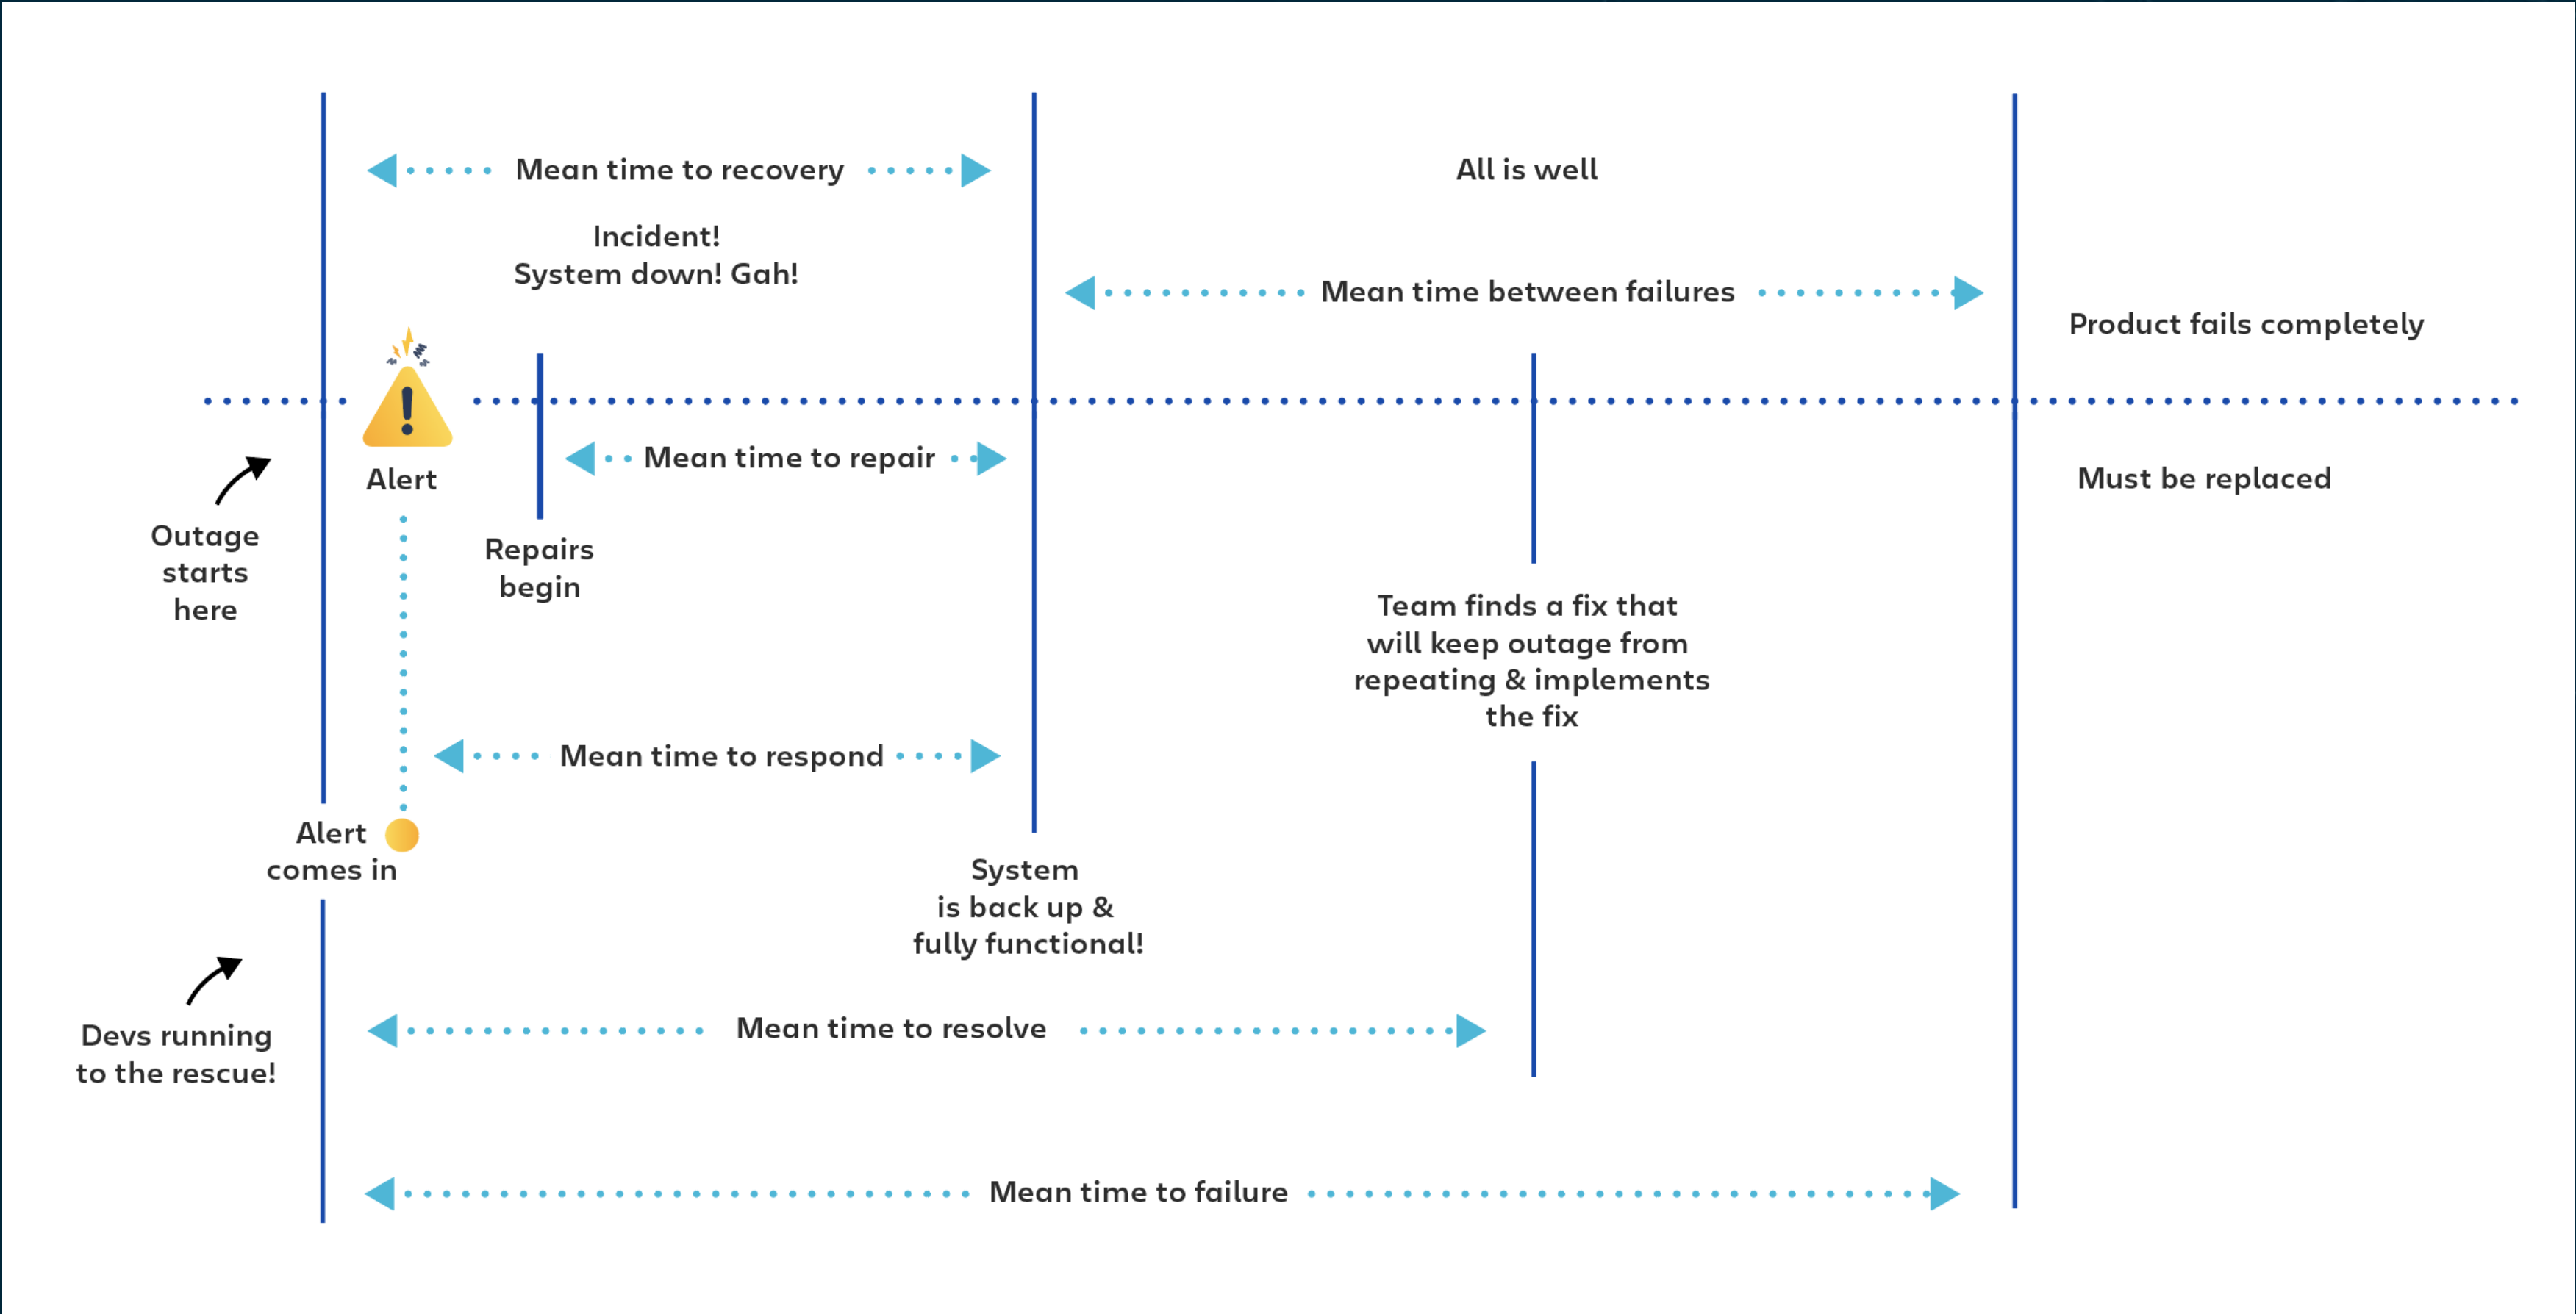 Mean time to recovery
All is well
Incident!
System down! Gah!
Mean time between failures
Product fails completely
Mean time to repair
Alert
Must be replaced
Outage
starts
here
Repairs
begin
Team finds a fix that
will keep outage from
repeating & implements
the fix
Mean time to respond
Alert
comes in
System
is back up &
fully functional!
Devs running
to the rescue!
Mean time to resolve
Mean time to failure